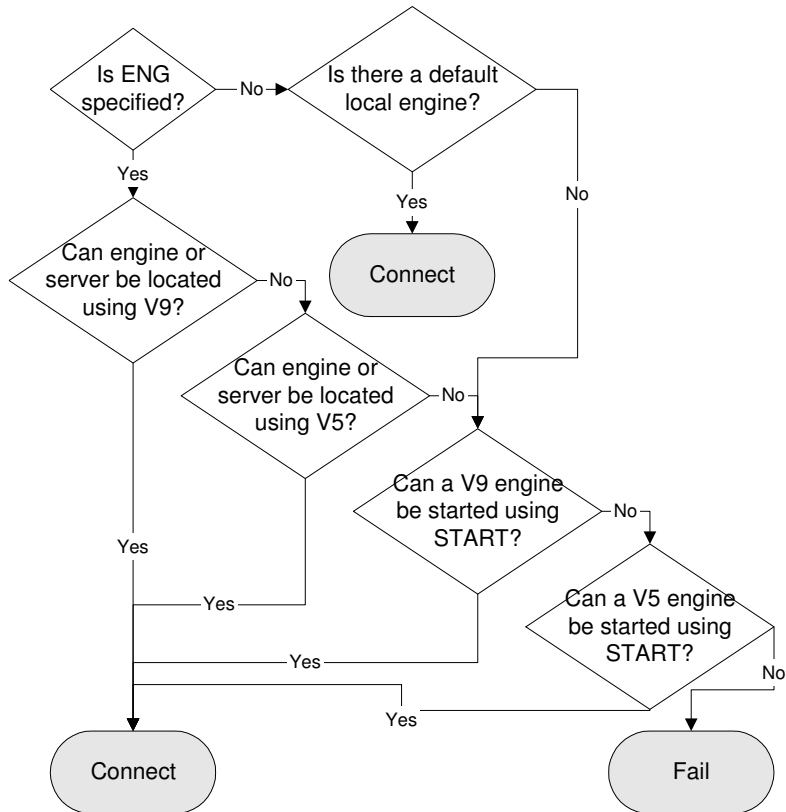 Is ENG
specified?
No
Is there a default
local engine?
Yes
Yes
No
Connect
Can engine or
server be located
using V9?
No
Can engine or
server be located
using V5?
No
Can a V9 engine
be started using
START?
No
Yes
Yes
Can a V5 engine
be started using
START?
Yes
No
Yes
Connect
Fail